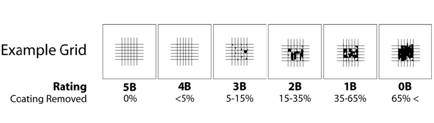 Example Grid
Rating 5B 4B 3B 2B 1B 0B
Coating Removed 0% <5% 5-15% 15-35% 35-65% 65% <